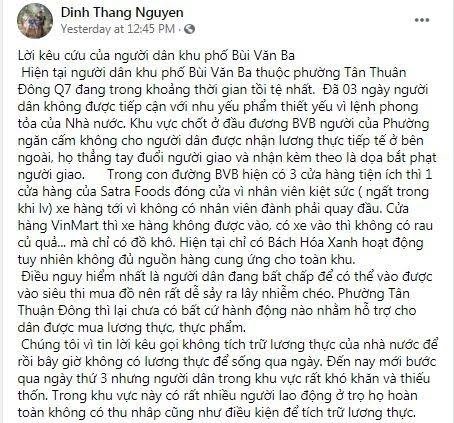 Dinh Thang Nguyen
Yesterday at 12:45 PM ·
Lời kêu cứu của người dân khu phố Bùi Văn Ba
Hiện tại người dân khu phố Bùi Văn Ba thuộc phường Tân Thuân
Đông Q7 đang trong khoảng thời gian tồi tệ nhất. Đã 03 ngày người
dân không được tiếp cận với nhu yếu phẩm thiết yếu vì lệnh phong
tỏa của Nhà nước. Khu vực chốt ở đầu đương BVB người của Phường
ngăn cấm không cho người dân được nhận lương thực tiếp tế ở bên
ngoài, họ thẳng tay đuổi người giao và nhận kèm theo là dọa bắt phạt
người giao. Trong con đường BVB hiện có 3 cửa hàng tiện ích thì 1
cửa hàng của Satra Foods đóng cửa vì nhân viên kiệt sức ( ngất trong
khi lv) xe hàng tới vì không có nhân viên đành phải quay đầu. Cửa
hàng VinMart thì xe hàng không được vào, có xe vào thì không có rau
củ quả... mà chỉ có đồ khô. Hiện tại chỉ có Bách Hóa Xanh hoạt động
tuy nhiên không đủ nguồn hàng cung ứng cho toàn khu.
Điều nguy hiểm nhất là người dân đang bất chấp để có thể vào được
vào siêu thi mua đồ nên rất dễ sảy ra lây nhiễm chéo. Phường Tân
Thuận Đông thì lại chưa có bất cứ hành động nào nhằm hỗ trợ cho
dân được mua lương thực, thực phẩm.
Chúng tôi vì tin lời kêu gọi không tích trữ lương thực của nhà nước để
rồi bây giờ không có lương thực để sống qua ngày. Đến nay mới bước
qua ngày thứ 3 nhưng người dân trong khu vực rất khó khăn và thiếu
thốn. Trong khu vực này có rất nhiều người lao động ở trọ họ hoàn
toàn không có thu nhâp cũng như điều kiện để tích trữ lương thực.